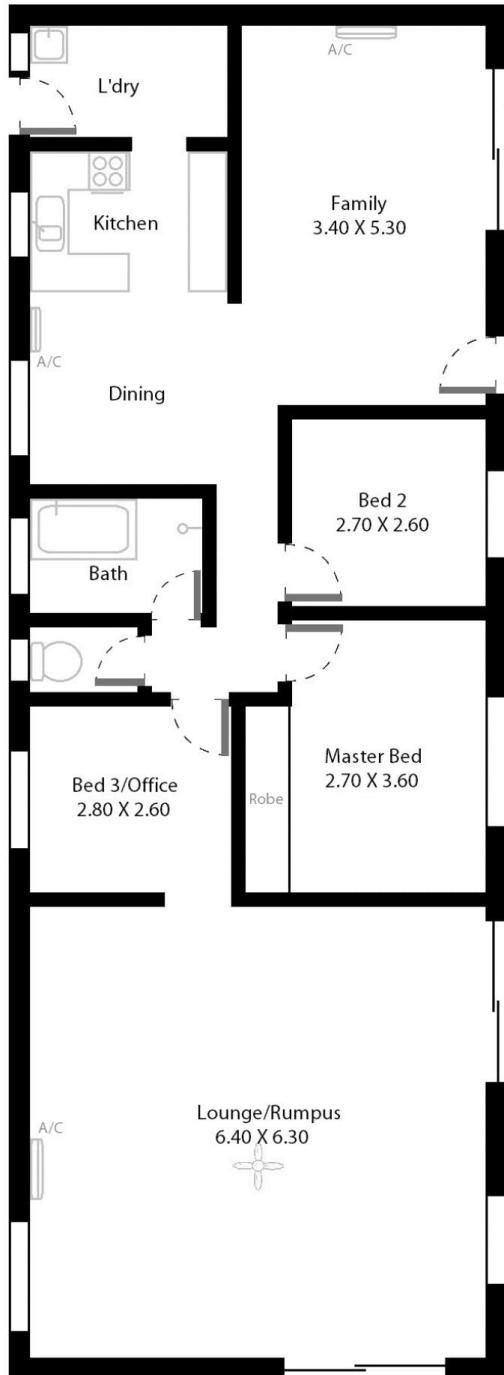 A/C
L'dry
Kitchen
Family
3.40 X 5.30
A/C
Dining
Bed 2
2.70 X 2.60
Bath
Master Bed
2.70 X 3.60
Bed 3/Office
2.80 X 2.60
Robe
Lounge/Rumpus
6.40 X 6.30
A/C